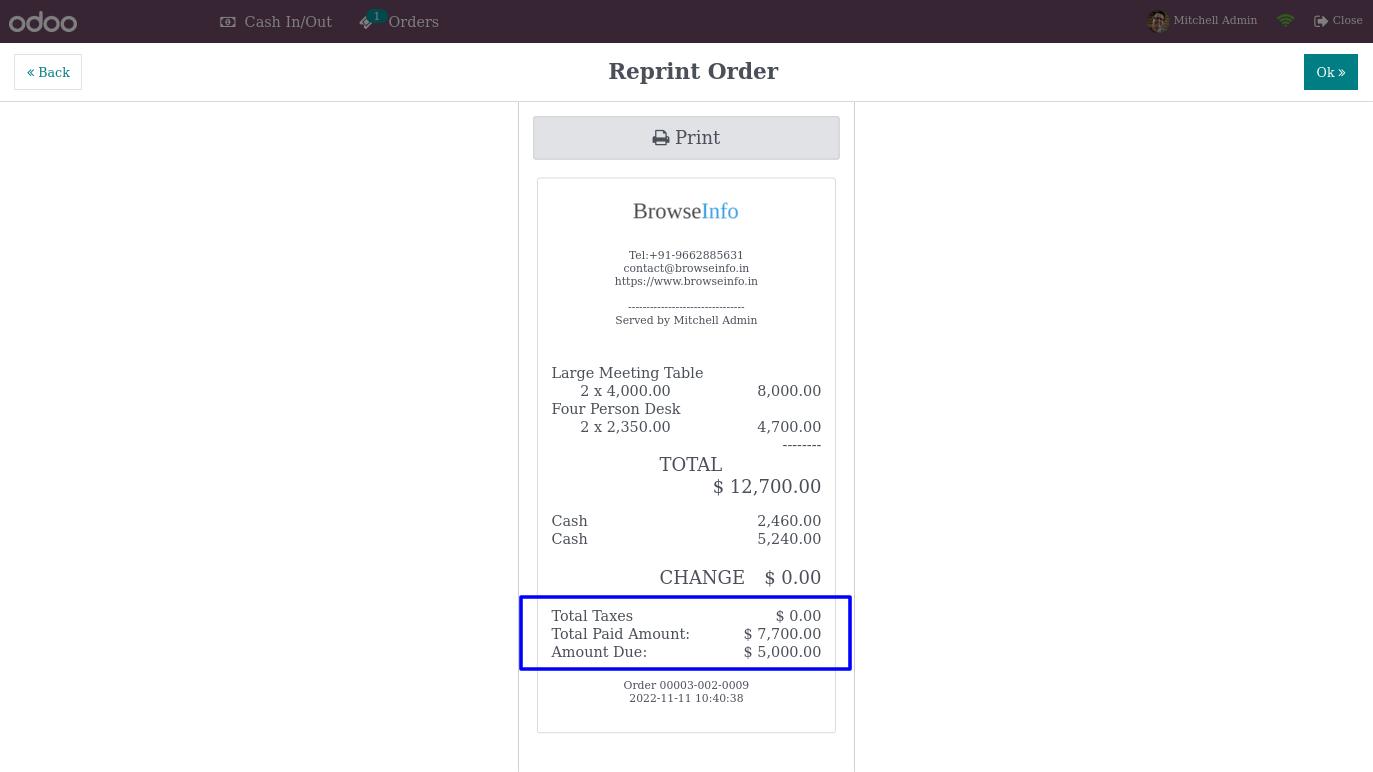 odoo
Cash In/Out
1
Orders
Mitchell Admin
Close
« Back
Reprint Order
Ok »
Print
BrowseInfo
Tel:+91-9662885631
contact@browseinfo.in
https://www.browseinfo.in
--------------------------------
Served by Mitchell Admin
Large Meeting Table
2 x 4,000.00 8,000.00
Four Person Desk
2 x 2,350.00 4,700.00
--------
TOTAL
$ 12,700.00
Cash 2,460.00
Cash 5,240.00
CHANGE $ 0.00
Total Taxes $ 0.00
Total Paid Amount: $ 7,700.00
Amount Due: $ 5,000.00
Order 00003-002-0009
2022-11-11 10:40:38